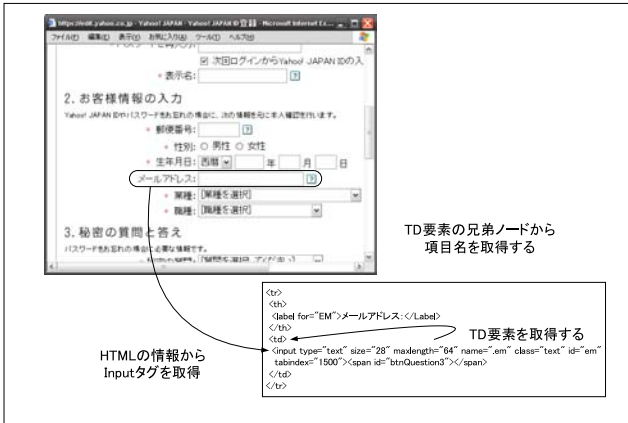 https://edit.yahoo.co.jp - Yahoo! JAPAN - Yahoo! JAPAN ID登録 - Microsoft Internet Ex...
ファイル(F) 編集(E) 表示(V) お気に入り(A) ツール(T) ヘルプ(H)
次回ログインからYahoo! JAPAN IDの入
* 表示名: ?
2. お客様情報の入力
Yahoo! JAPAN IDやパスワードをお忘れの場合に、次の情報を元に本人確認を行います。
* 郵便番号: ?
* 性別: 男性 女性
* 生年月日: 西暦 年 月 日
メールアドレス: ?
* 業種: [業種を選択]
* 職種: [職種を選択]
3. 秘密の質問と答え
パスワードをお忘れの場合に必要な情報です。
TD要素の兄弟ノードから
項目名を取得する
<tr>
<th>
<label for="EM">メールアドレス:</Label>
</th>
<td>
TD要素を取得する
<input type="text" size="28" maxlength="64" name=".em" class="text" id="em"
tabindex="1500"><span id="btnQuestion3"></span>
</td>
</tr>
HTMLの情報から
Inputタグを取得